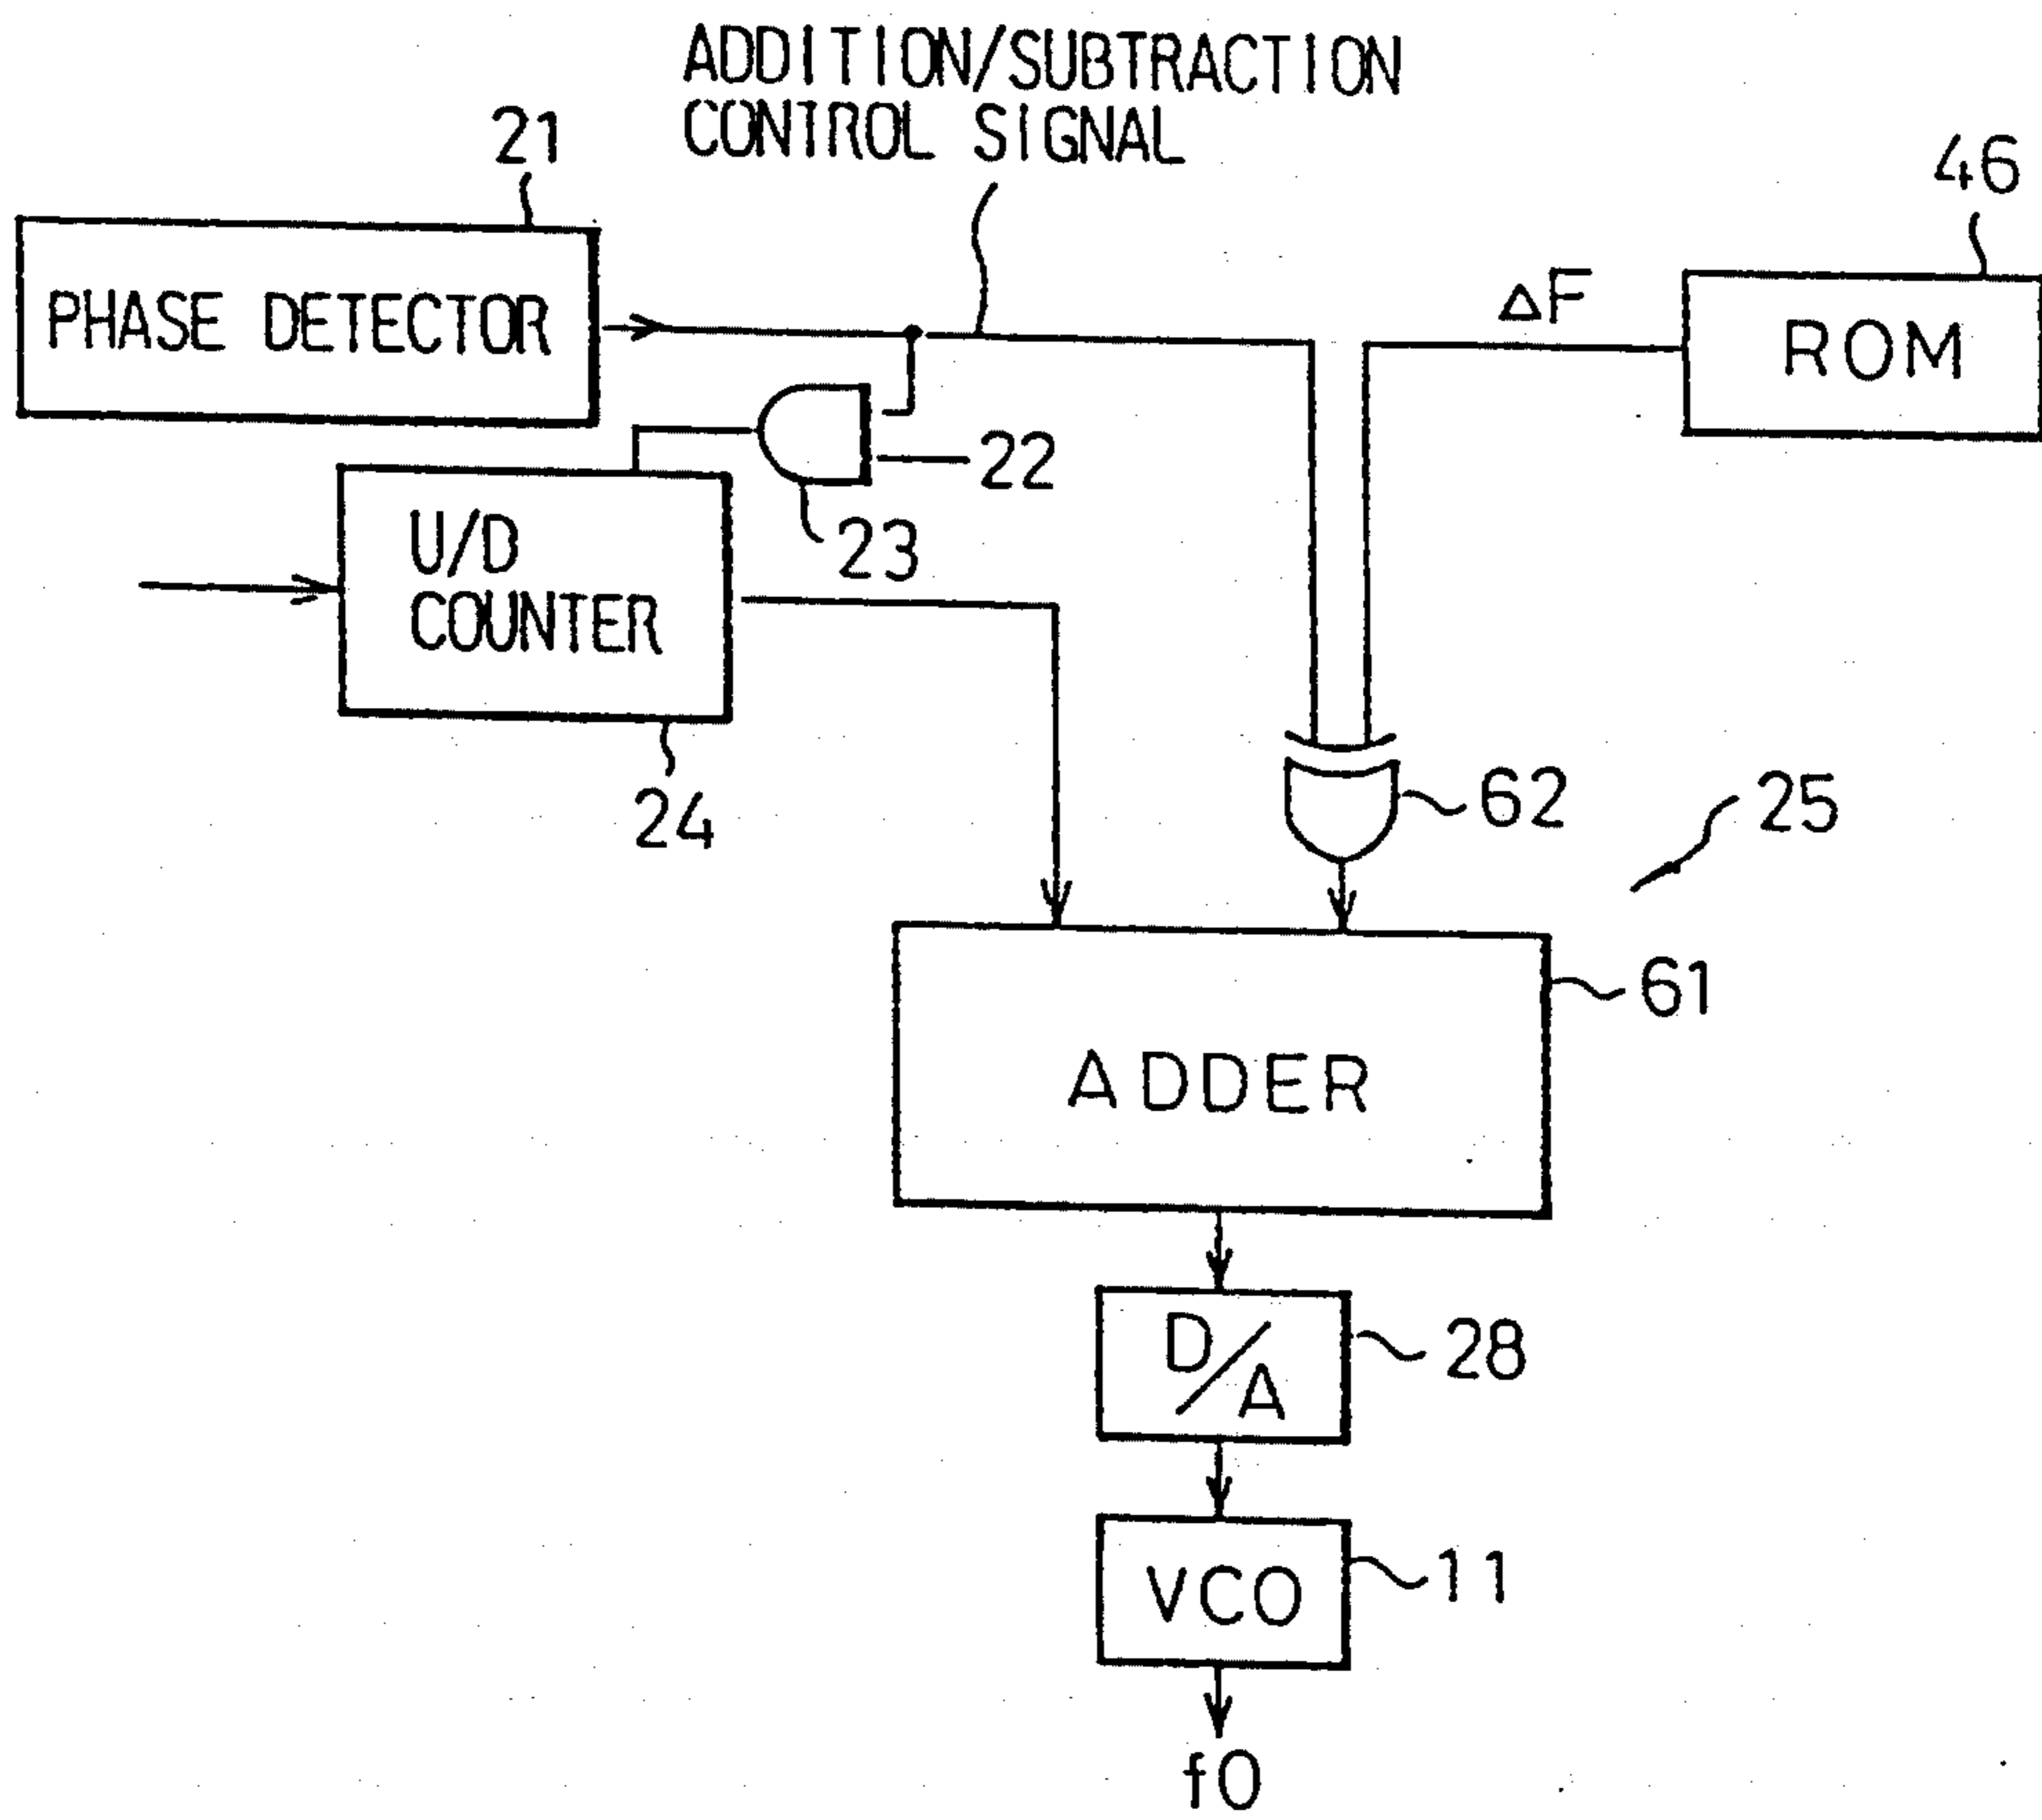 ADDITION/SUBTRACTION
CONTROL SIGNAL
21
46
PHASE DETECTOR
ΔF
ROM
22
23
U/D
COUNTER
24
62
25
61
ADDER
D/A
28
VCO
11
f0